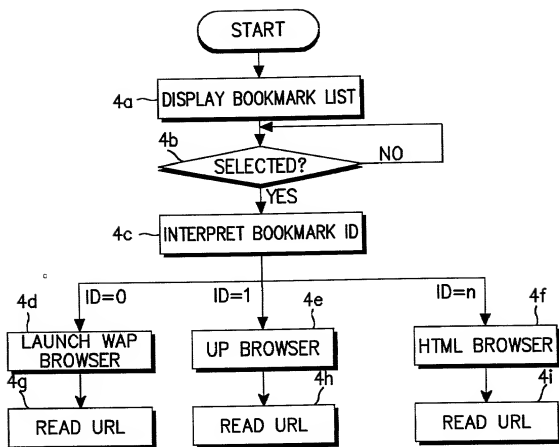 START
4a
DISPLAY BOOKMARK LIST
4b
SELECTED?
NO
YES
4c
INTERPRET BOOKMARK ID
4d
ID=0
ID=1
4e
ID=n
4f
LAUNCH WAP
BROWSER
UP BROWSER
HTML BROWSER
4g
4h
4i
READ URL
READ URL
READ URL